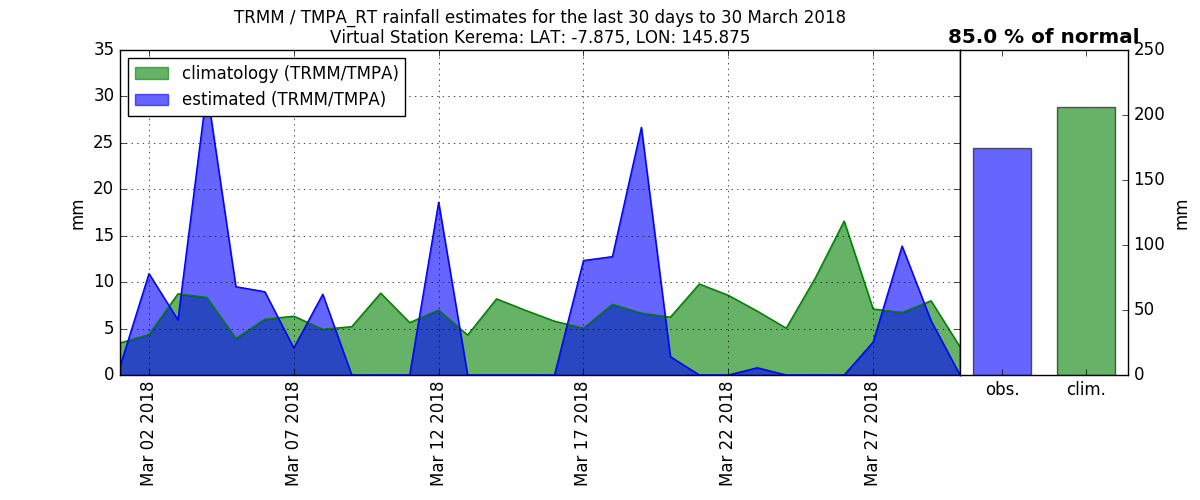 TRMM / TMPA_RT rainfall estimates for the last 30 days to 30 March 2018
Virtual Station Kerema: LAT: -7.875, LON: 145.875
85.0 % of normal
climatology (TRMM/TMPA)
estimated (TRMM/TMPA)
35
30
25
20
15
10
5
0
mm
Mar 02 2018
Mar 07 2018
Mar 12 2018
Mar 17 2018
Mar 22 2018
Mar 27 2018
250
200
150
100
50
0
mm
obs.
clim.